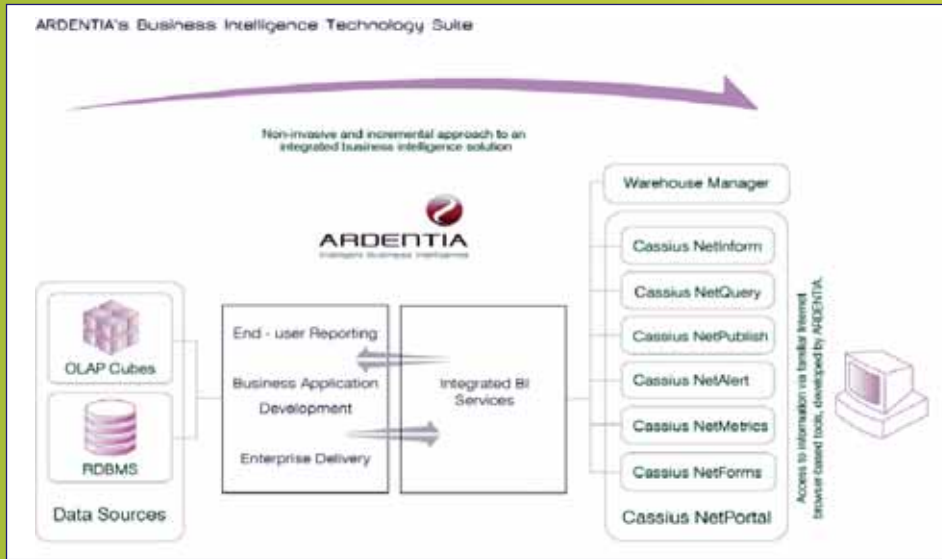 ARDENTIA's Business Intelligence Technology Suite
Non-invasive and incremental approach to an
integrated business intelligence solution
ARDENTIA
Intelligent Business Intelligence
OLAP Cubes
RDBMS
Data Sources
End - user Reporting
Business Application
Development
Enterprise Delivery
Integrated BI
Services
Warehouse Manager
Cassius NetInform
Cassius NetQuery
Cassius NetPublish
Cassius NetAlert
Cassius NetMetrics
Cassius NetForms
Cassius NetPortal
Access to information via familiar Internet
browser-based tools, developed by ARDENTIA.